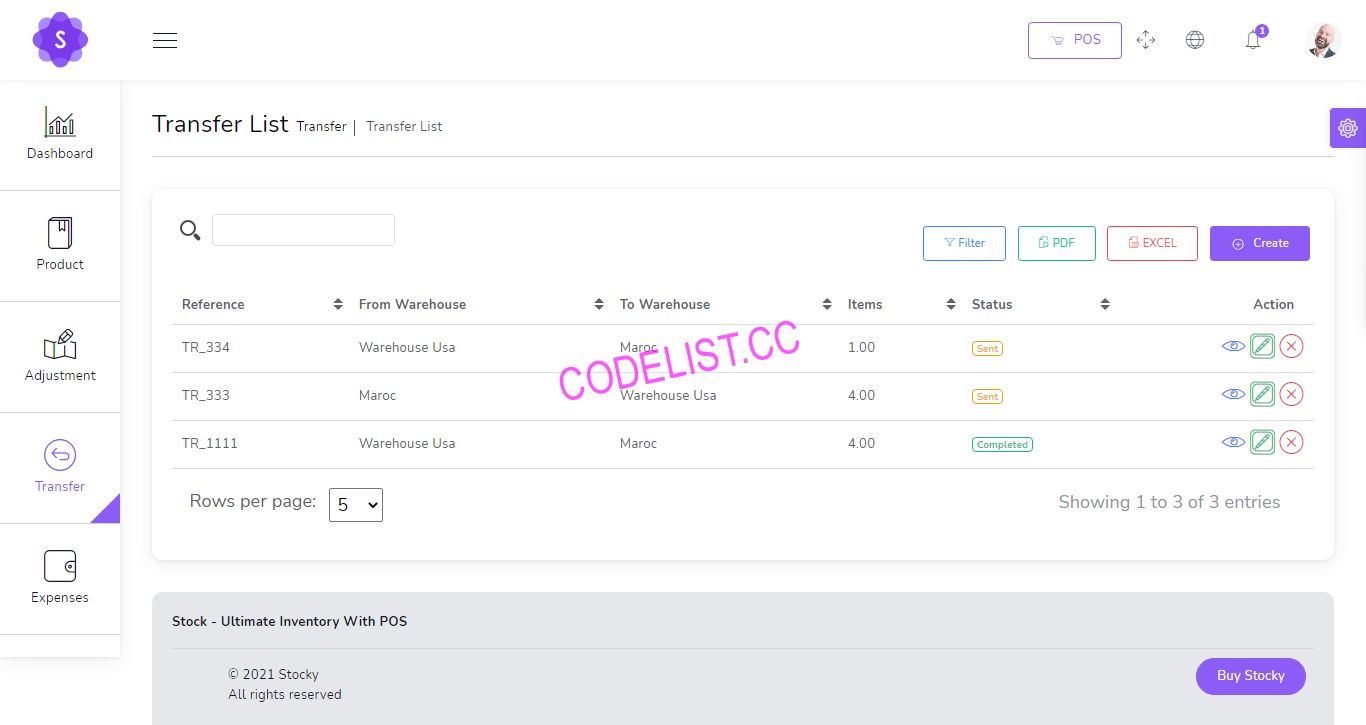 S
POS
1
Dashboard
Product
Adjustment
Transfer
Expenses
Transfer List Transfer | Transfer List
Filter PDF EXCEL Create
Reference From Warehouse To Warehouse Items Status Action
TR_334 Warehouse Usa Maroc 1.00 Sent
TR_333 Maroc Warehouse Usa 4.00 Sent
TR_1111 Warehouse Usa Maroc 4.00 Completed
CODELIST.CC
Rows per page: 5 Showing 1 to 3 of 3 entries
Stock - Ultimate Inventory With POS
© 2021 Stocky
All rights reserved
Buy Stocky